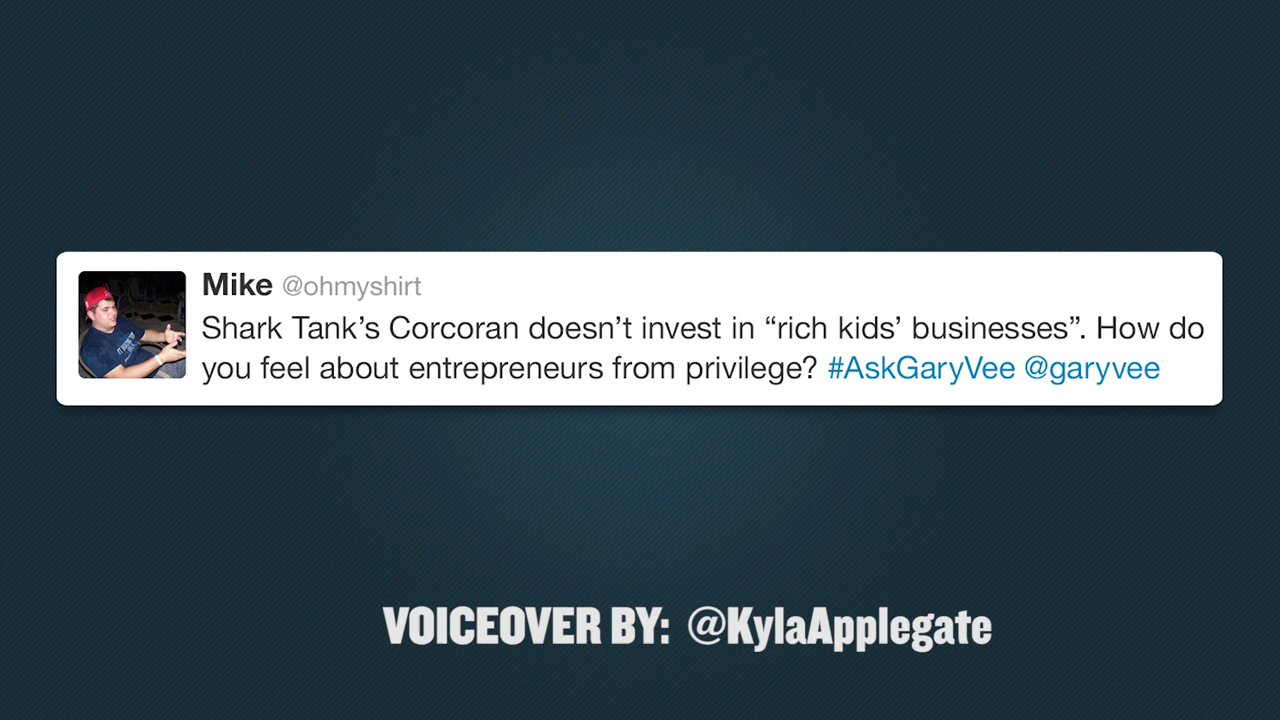 Mike @ohmyshirt
Shark Tank’s Corcoran doesn’t invest in “rich kids’ businesses”. How do
you feel about entrepreneurs from privilege? #AskGaryVee @garyvee
VOICEOVER BY: @KylaApplegate